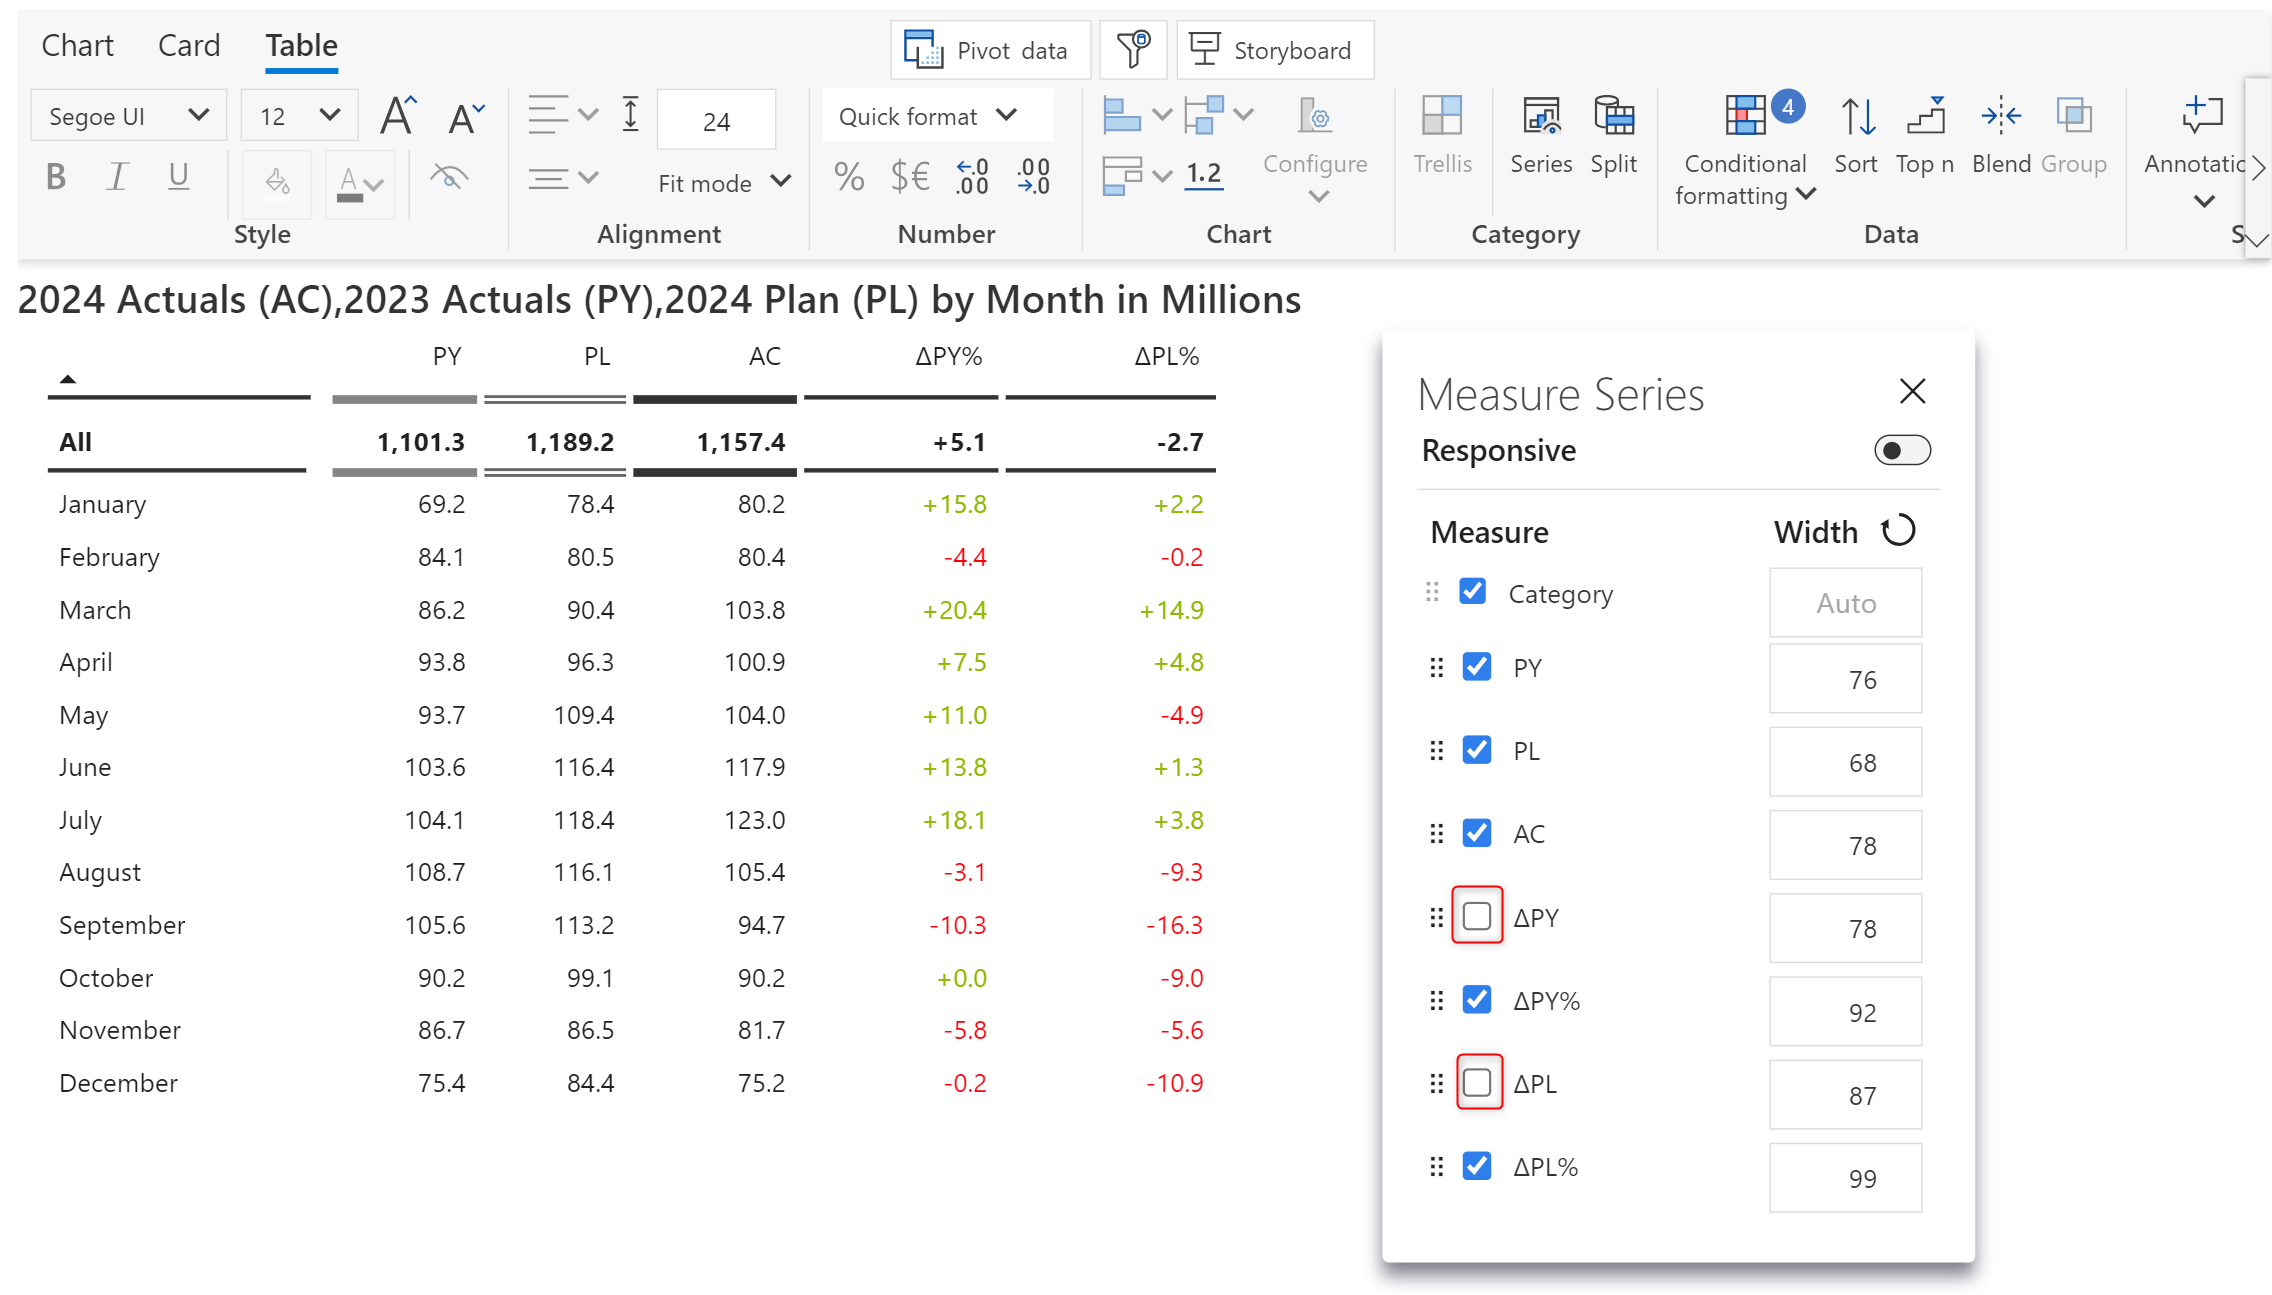 Chart Card Table
Pivot data Storyboard
Segoe UI 12 24 Quick format 4
B I U A Fit mode % $€ .0 .00 .00 .0 1.2 Configure Trellis Series Split Conditional formatting Sort Top n Blend Group Annotatic
Style Alignment Number Chart Category Data S
2024 Actuals (AC),2023 Actuals (PY),2024 Plan (PL) by Month in Millions
PY PL AC ΔPY% ΔPL%
All 1,101.3 1,189.2 1,157.4 +5.1 -2.7
January 69.2 78.4 80.2 +15.8 +2.2
February 84.1 80.5 80.4 -4.4 -0.2
March 86.2 90.4 103.8 +20.4 +14.9
April 93.8 96.3 100.9 +7.5 +4.8
May 93.7 109.4 104.0 +11.0 -4.9
June 103.6 116.4 117.9 +13.8 +1.3
July 104.1 118.4 123.0 +18.1 +3.8
August 108.7 116.1 105.4 -3.1 -9.3
September 105.6 113.2 94.7 -10.3 -16.3
October 90.2 99.1 90.2 +0.0 -9.0
November 86.7 86.5 81.7 -5.8 -5.6
December 75.4 84.4 75.2 -0.2 -10.9
Measure Series
Responsive
Measure Width
Category Auto
PY 76
PL 68
AC 78
ΔPY 78
ΔPY% 92
ΔPL 87
ΔPL% 99